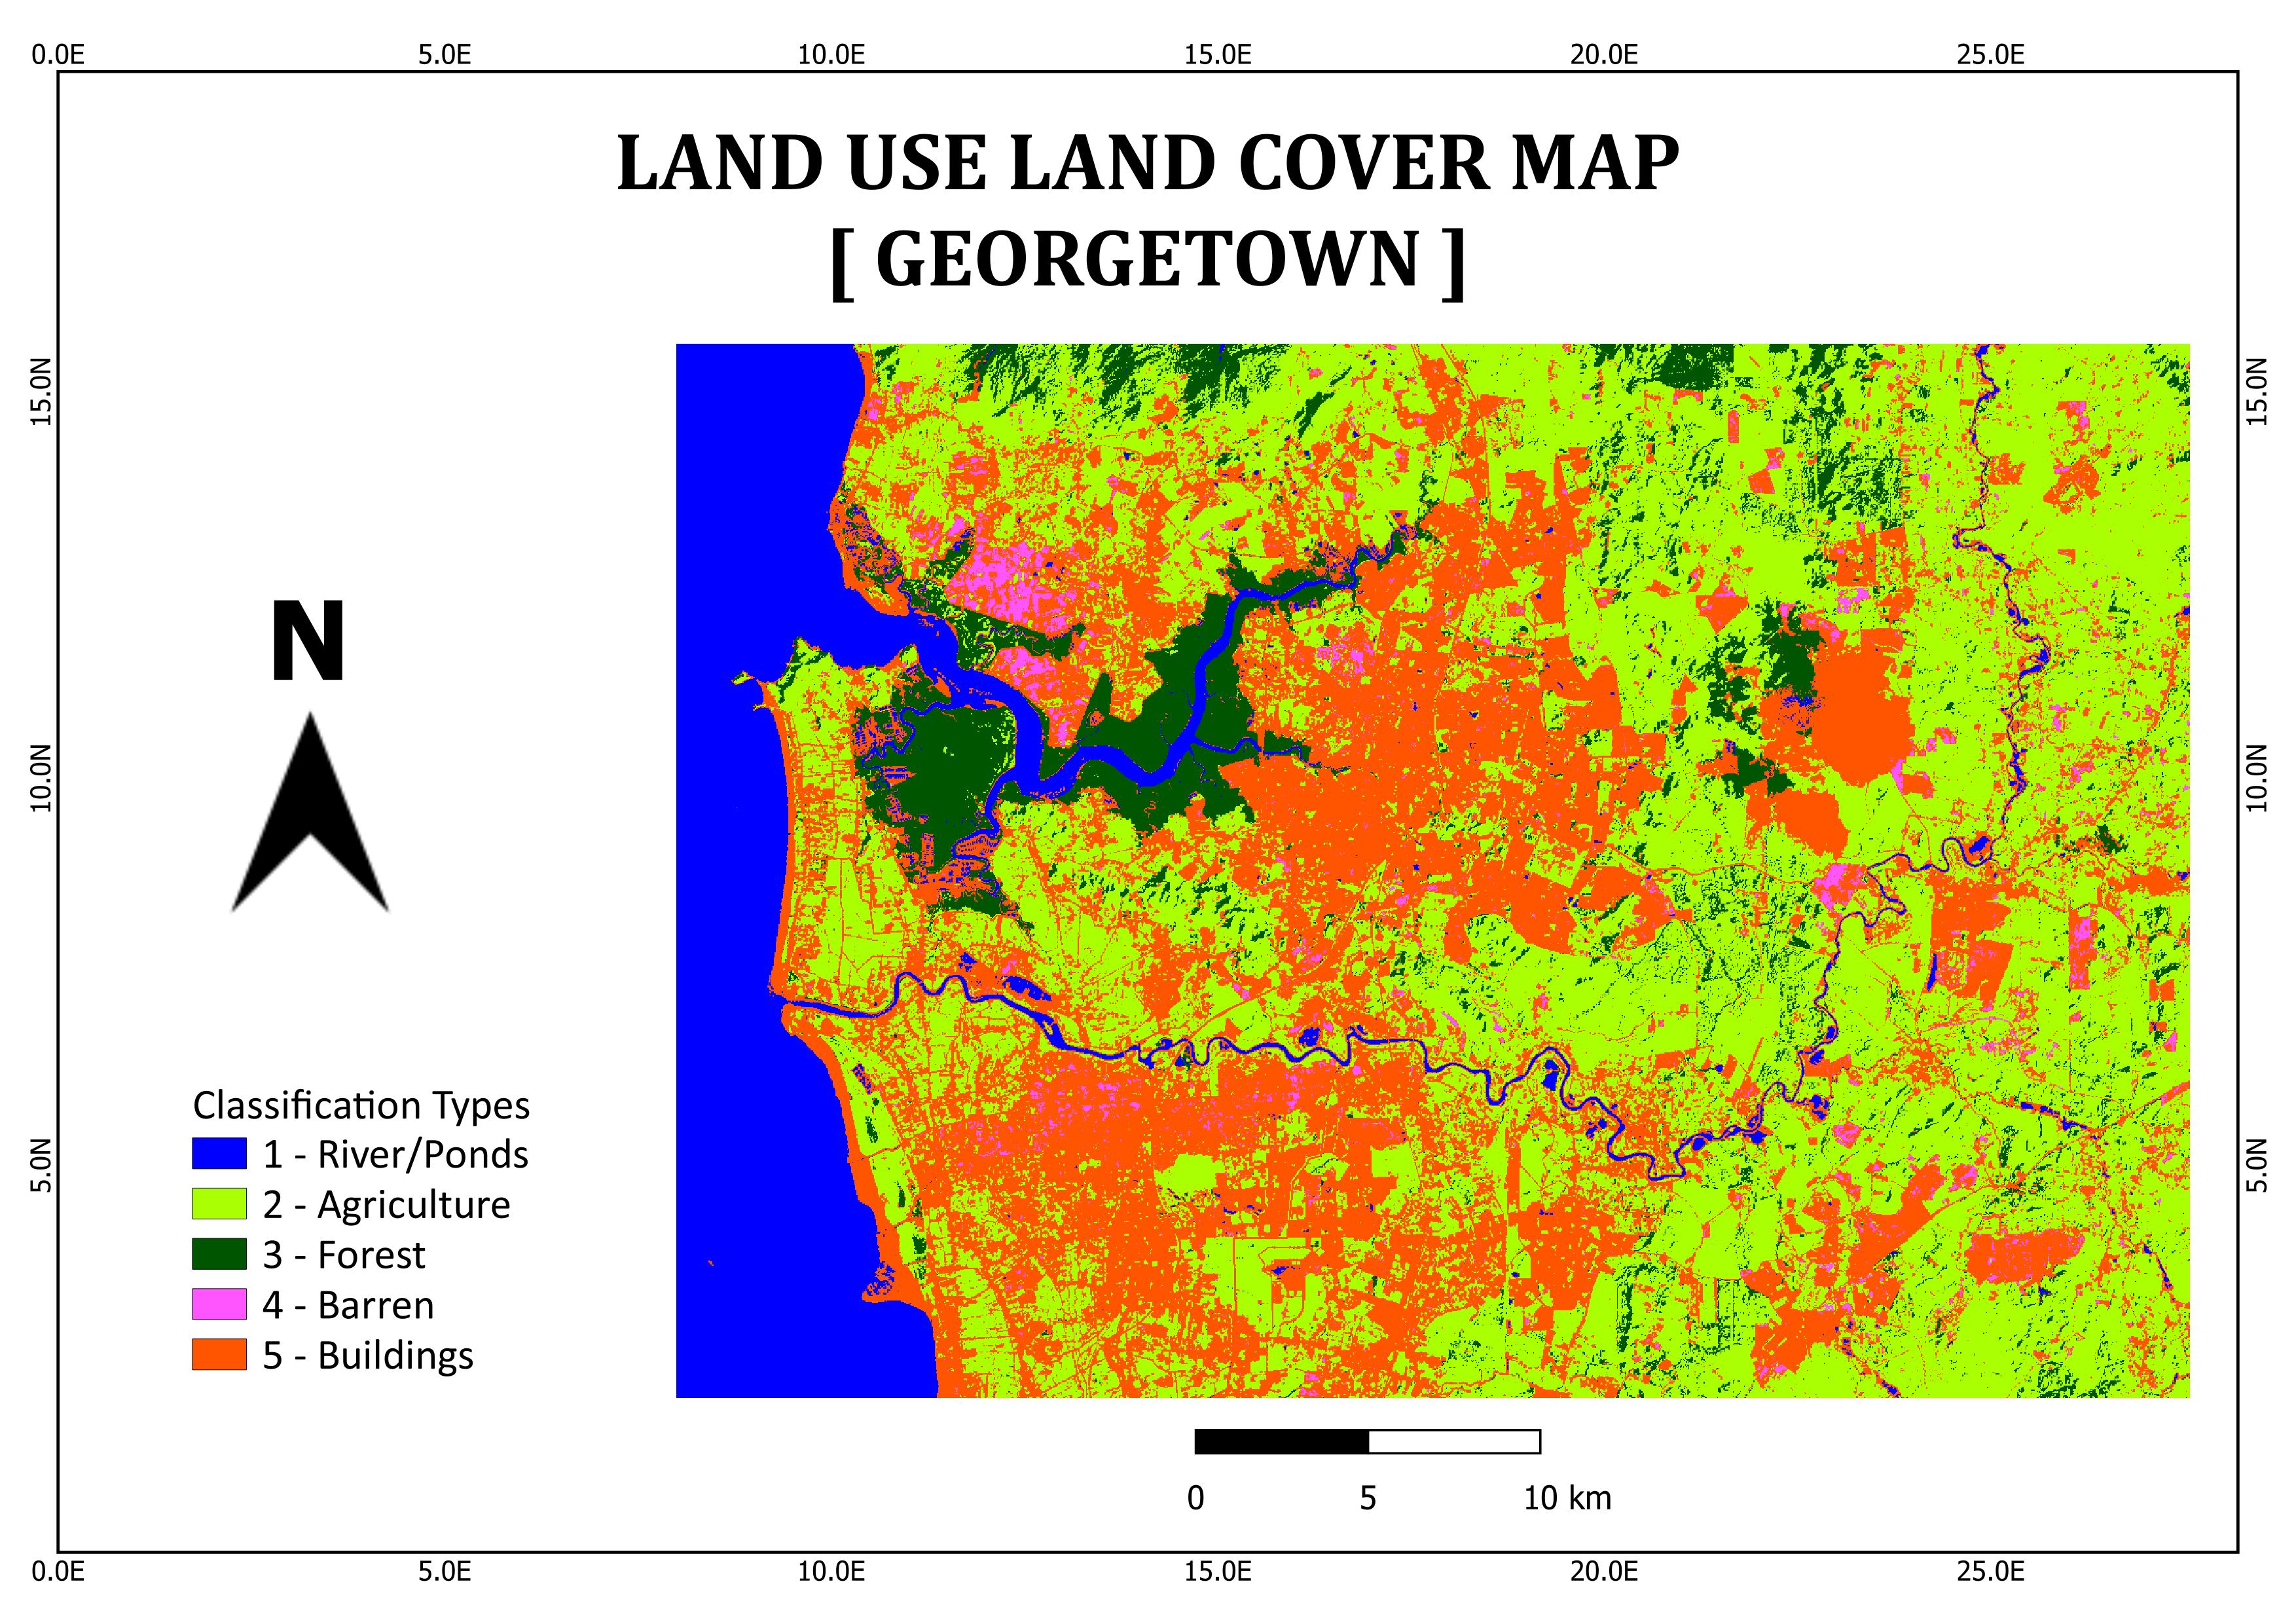 0.0E 5.0E 10.0E 15.0E 20.0E 25.0E
LAND USE LAND COVER MAP
[ GEORGETOWN ]
15.0N 15.0N
N
10.0N 10.0N
Classification Types
1 - River/Ponds
2 - Agriculture
3 - Forest
4 - Barren
5 - Buildings
5.0N 5.0N
0 5 10 km
0.0E 5.0E 10.0E 15.0E 20.0E 25.0E